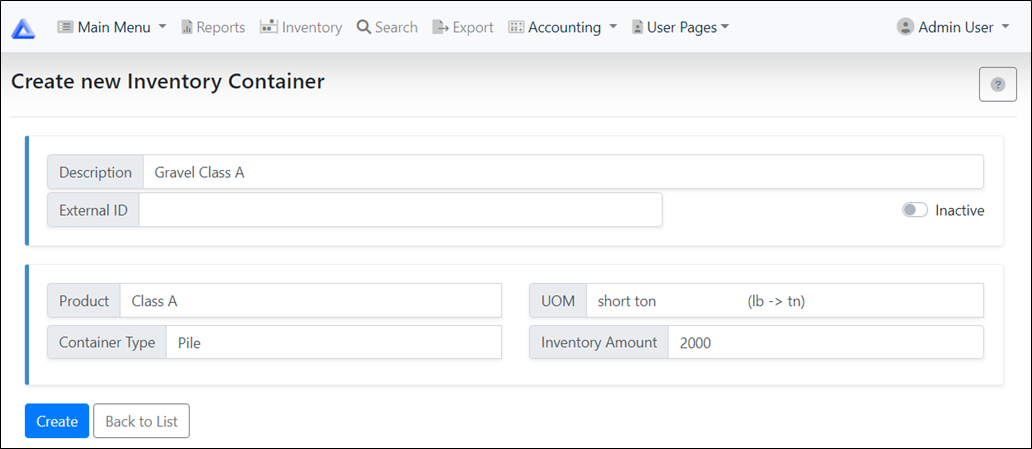 Main Menu Reports Inventory Search Export Accounting User Pages Admin User
Create new Inventory Container
?
Description Gravel Class A
External ID Inactive
Product Class A UOM short ton (lb -> tn)
Container Type Pile Inventory Amount 2000
Create Back to List